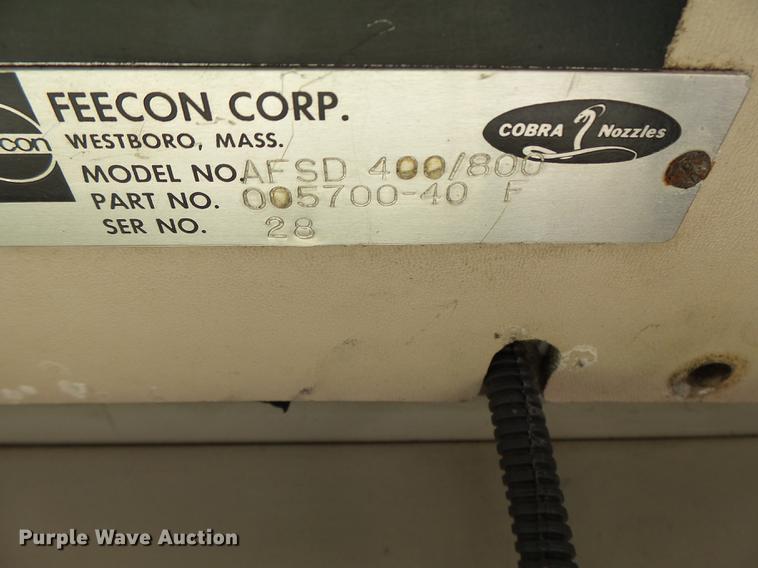 con
FEECON CORP.
WESTBORO, MASS.
COBRA Nozzles
MODEL NO. AFSD 400/800
PART NO. 005700-40 F
SER NO. 28
Purple Wave Auction